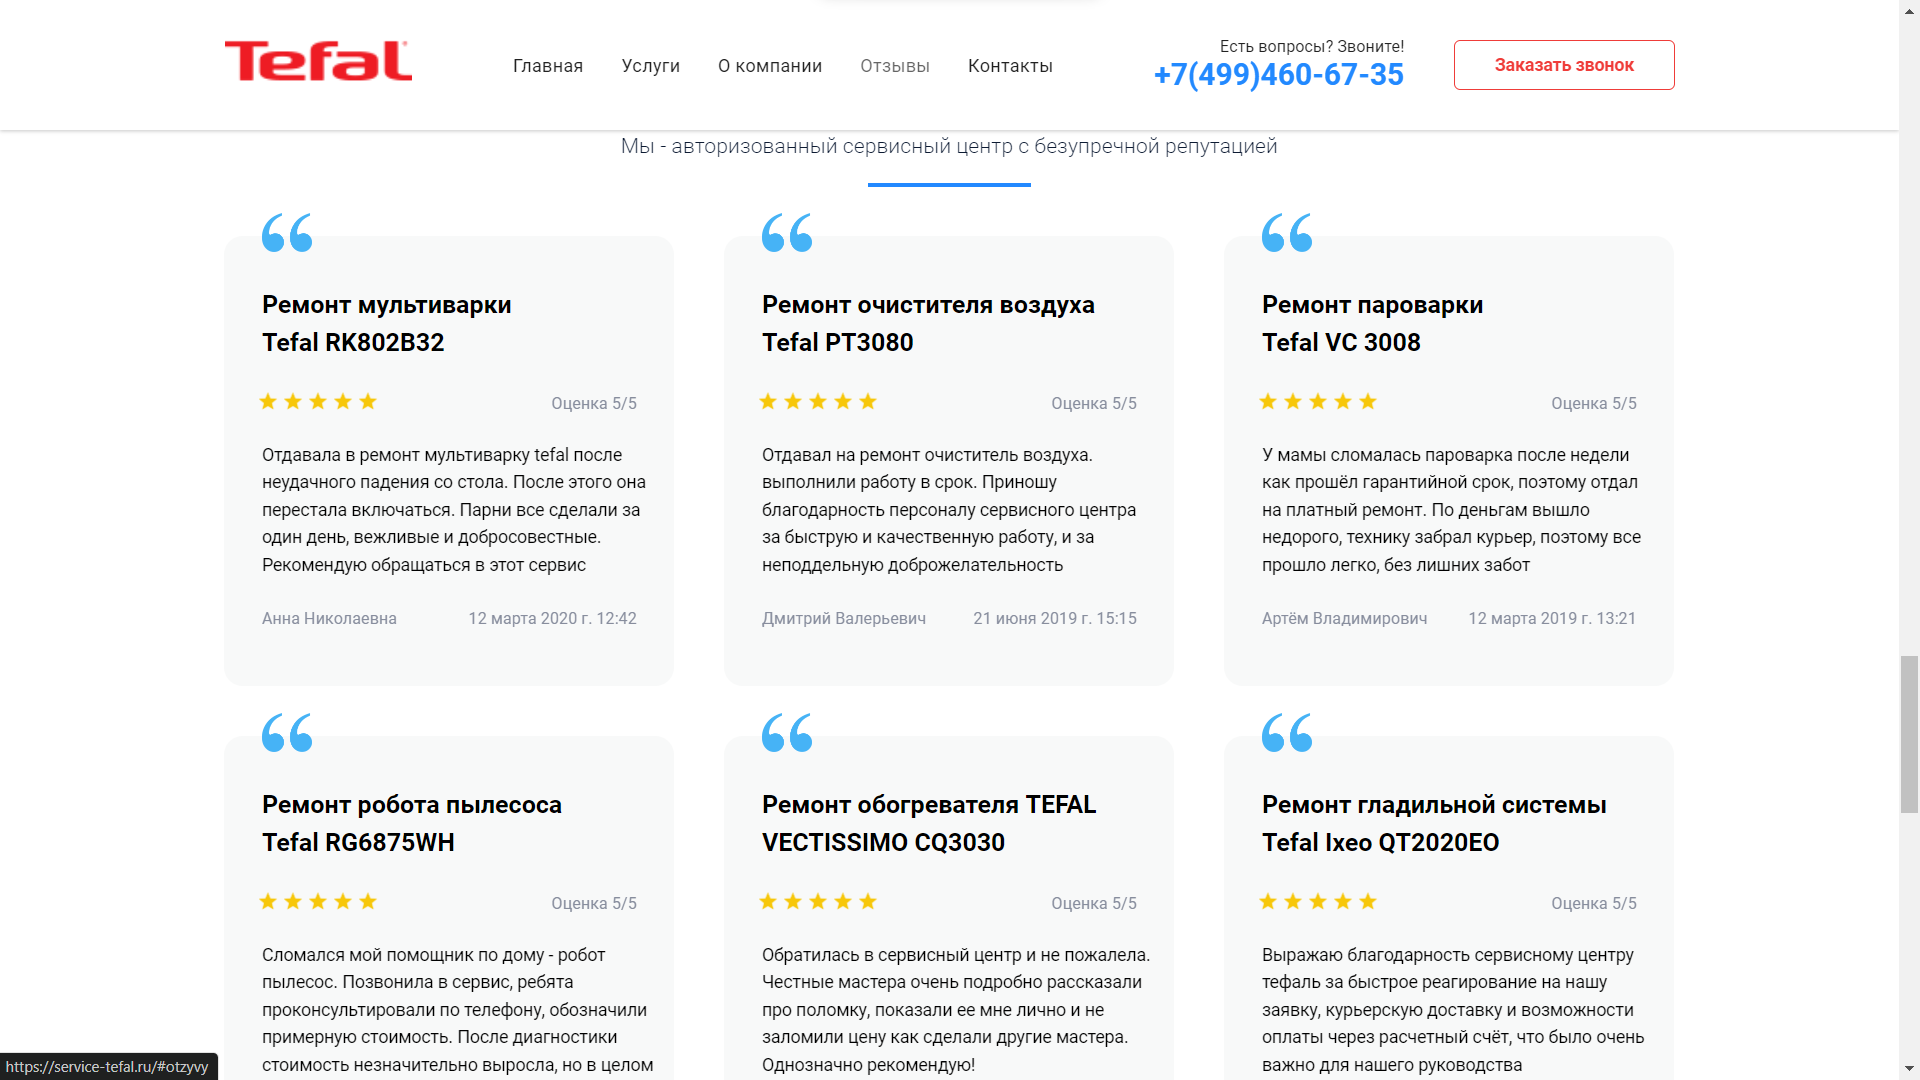 Tefal
Главная Услуги О компании Отзывы Контакты
Есть вопросы? Звоните!
+7(499)460-67-35
Заказать звонок
Мы - авторизованный сервисный центр с безупречной репутацией
Ремонт мультиварки
Tefal RK802B32
Оценка 5/5
Отдавала в ремонт мультиварку tefal после
неудачного падения со стола. После этого она
перестала включаться. Парни все сделали за
один день, вежливые и добросовестные.
Рекомендую обращаться в этот сервис
Анна Николаевна 12 марта 2020 г. 12:42
Ремонт очистителя воздуха
Tefal PT3080
Оценка 5/5
Отдавал на ремонт очиститель воздуха.
выполнили работу в срок. Приношу
благодарность персоналу сервисного центра
за быструю и качественную работу, и за
неподдельную доброжелательность
Дмитрий Валерьевич 21 июня 2019 г. 15:15
Ремонт пароварки
Tefal VC 3008
Оценка 5/5
У мамы сломалась пароварка после недели
как прошёл гарантийной срок, поэтому отдал
на платный ремонт. По деньгам вышло
недорого, технику забрал курьер, поэтому все
прошло легко, без лишних забот
Артём Владимирович 12 марта 2019 г. 13:21
Ремонт робота пылесоса
Tefal RG6875WH
Оценка 5/5
Сломался мой помощник по дому - робот
пылесос. Позвонила в сервис, ребята
проконсультировали по телефону, обозначили
примерную стоимость. После диагностики
стоимость незначительно выросла, но в целом
Ремонт обогревателя TEFAL
VECTISSIMO CQ3030
Оценка 5/5
Обратилась в сервисный центр и не пожалела.
Честные мастера очень подробно рассказали
про поломку, показали ее мне лично и не
заломили цену как сделали другие мастера.
Однозначно рекомендую!
Ремонт гладильной системы
Tefal Ixeo QT2020EO
Оценка 5/5
Выражаю благодарность сервисному центру
тефаль за быстрое реагирование на нашу
заявку, курьерскую доставку и возможности
оплаты через расчетный счёт, что было очень
важно для нашего руководства
https://service-tefal.ru/#otzyvy